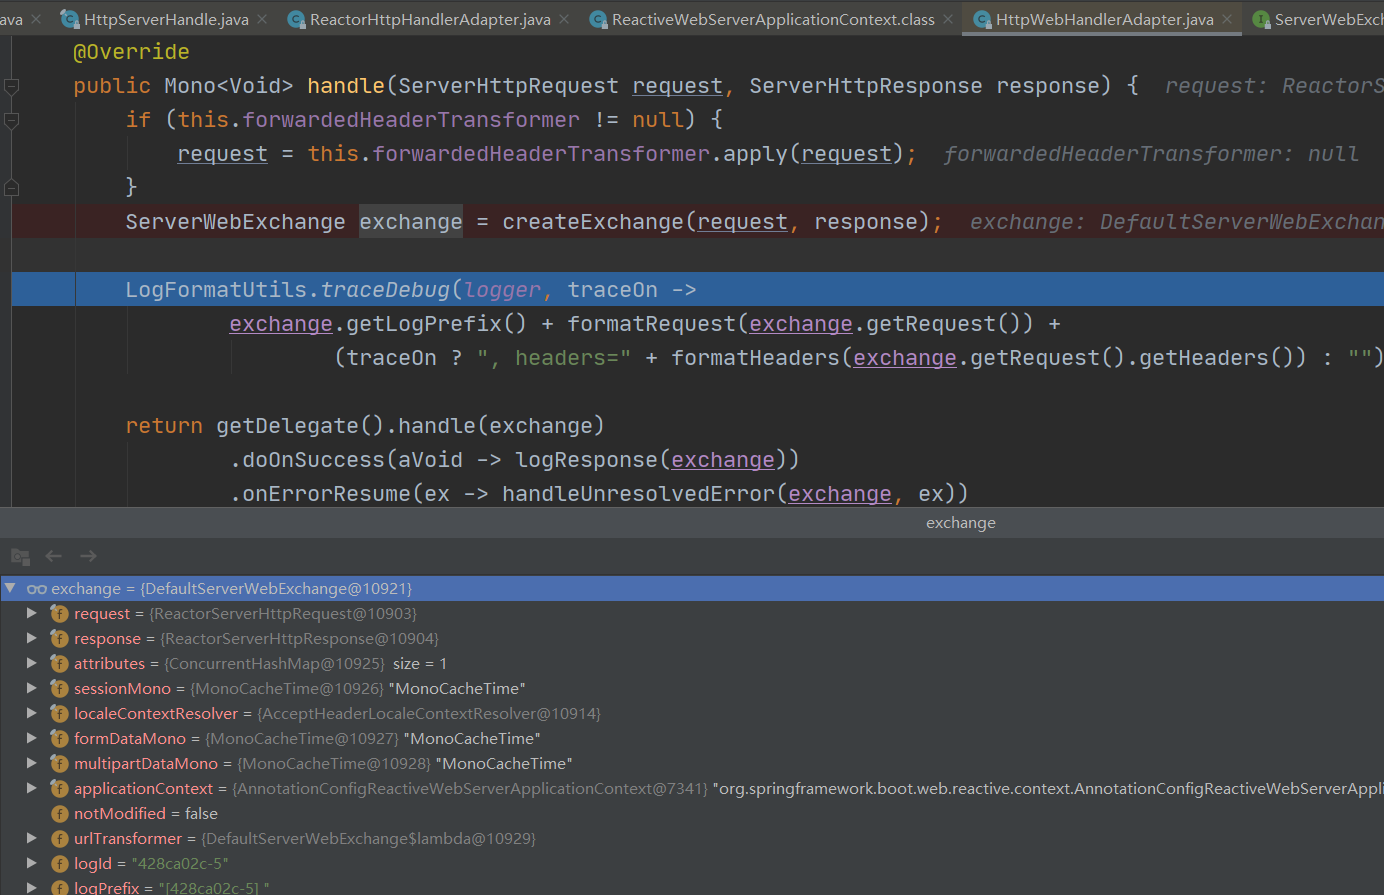 ava × HttpServerHandle.java × ReactorHttpHandlerAdapter.java × ReactiveWebServerApplicationContext.class × HttpWebHandlerAdapter.java × ServerWebExch
@Override
public Mono<Void> handle(ServerHttpRequest request, ServerHttpResponse response) { request: ReactorS
if (this.forwardedHeaderTransformer != null) {
request = this.forwardedHeaderTransformer.apply(request); forwardedHeaderTransformer: null
}
ServerWebExchange exchange = createExchange(request, response); exchange: DefaultServerWebExchan
LogFormatUtils.traceDebug(logger, traceOn ->
exchange.getLogPrefix() + formatRequest(exchange.getRequest()) +
(traceOn ? ", headers=" + formatHeaders(exchange.getRequest().getHeaders()) : "")
return getDelegate().handle(exchange)
.doOnSuccess(aVoid -> logResponse(exchange))
.onErrorResume(ex -> handleUnresolvedError(exchange, ex))
exchange
exchange = {DefaultServerWebExchange@10921}
request = {ReactorServerHttpRequest@10903}
response = {ReactorServerHttpResponse@10904}
attributes = {ConcurrentHashMap@10925} size = 1
sessionMono = {MonoCacheTime@10926} "MonoCacheTime"
localeContextResolver = {AcceptHeaderLocaleContextResolver@10914}
formDataMono = {MonoCacheTime@10927} "MonoCacheTime"
multipartDataMono = {MonoCacheTime@10928} "MonoCacheTime"
applicationContext = {AnnotationConfigReactiveWebServerApplicationContext@7341} "org.springframework.boot.web.reactive.context.AnnotationConfigReactiveWebServerAppli
notModified = false
urlTransformer = {DefaultServerWebExchange$lambda@10929}
logId = "428ca02c-5"
logPrefix = "[428ca02c-5] "